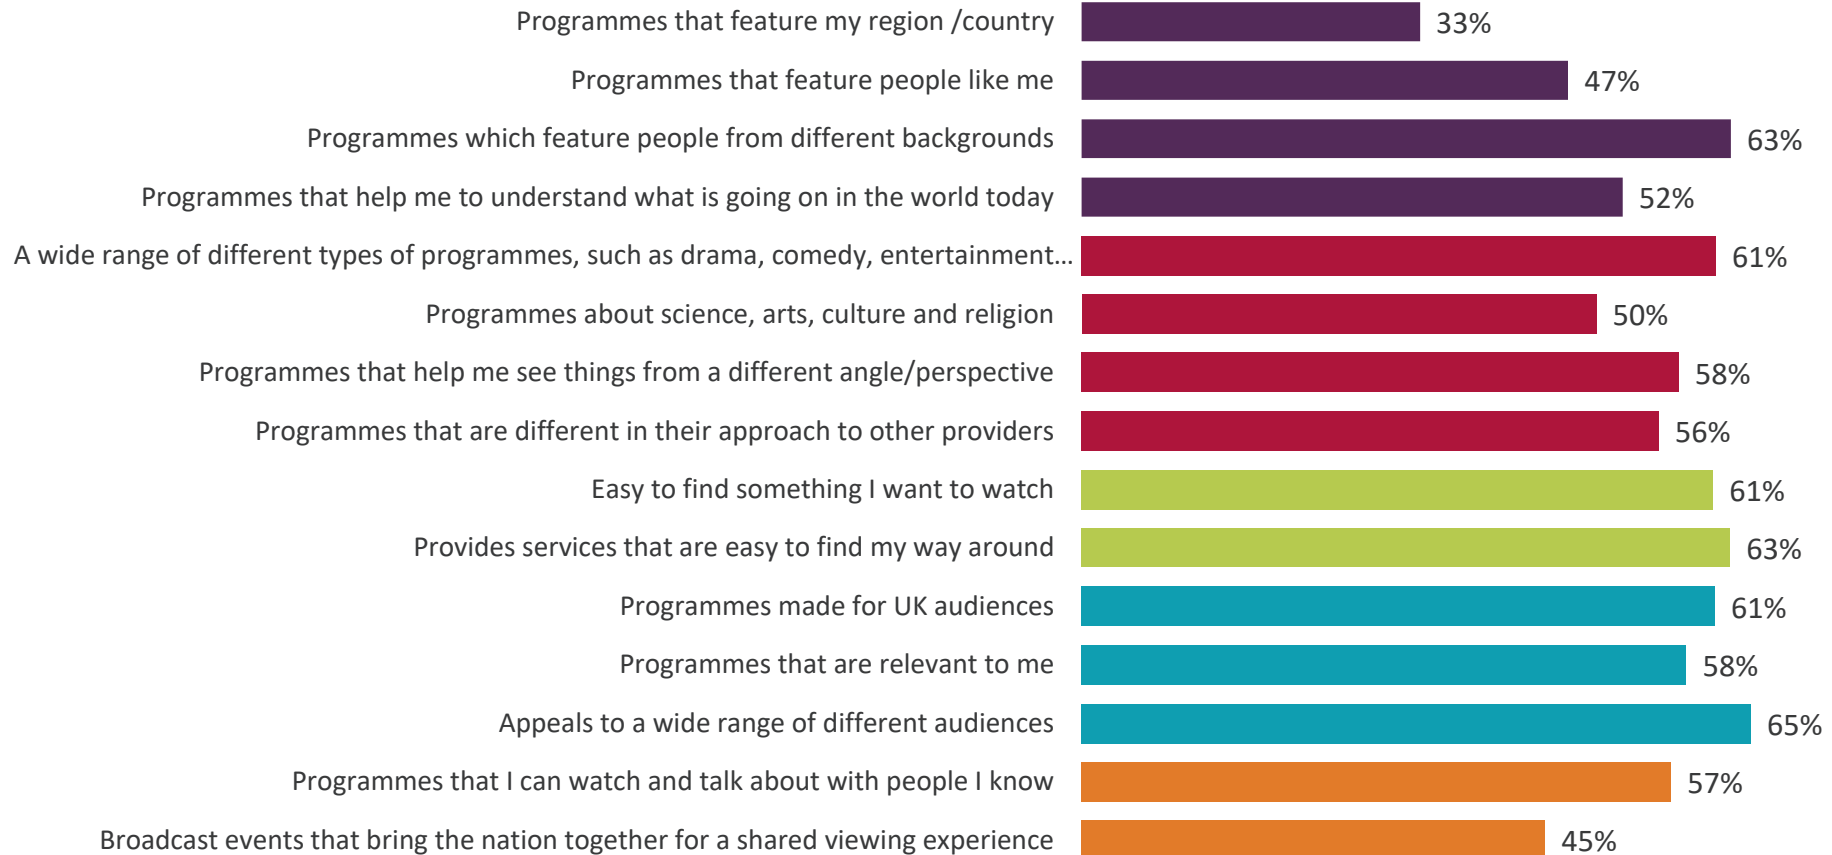 Programmes that feature my region /country 33%
Programmes that feature people like me 47%
Programmes which feature people from different backgrounds 63%
Programmes that help me to understand what is going on in the world today 52%
A wide range of different types of programmes, such as drama, comedy, entertainment… 61%
Programmes about science, arts, culture and religion 50%
Programmes that help me see things from a different angle/perspective 58%
Programmes that are different in their approach to other providers 56%
Easy to find something I want to watch 61%
Provides services that are easy to find my way around 63%
Programmes made for UK audiences 61%
Programmes that are relevant to me 58%
Appeals to a wide range of different audiences 65%
Programmes that I can watch and talk about with people I know 57%
Broadcast events that bring the nation together for a shared viewing experience 45%